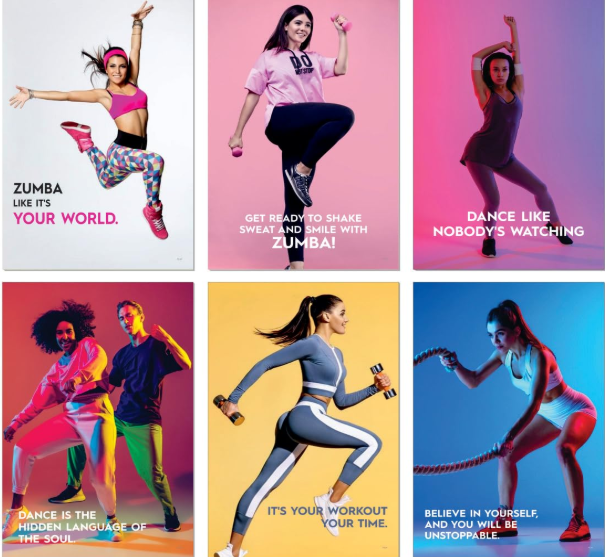 ZUMBA
LIKE IT'S
YOUR WORLD.
GET READY TO SHAKE
SWEAT AND SMILE WITH
ZUMBA!
DANCE LIKE
NOBODY'S WATCHING
DANCE IS THE
HIDDEN LANGUAGE OF
THE SOUL.
IT'S YOUR WORKOUT
YOUR TIME.
BELIEVE IN YOURSELF,
AND YOU WILL BE
UNSTOPPABLE.